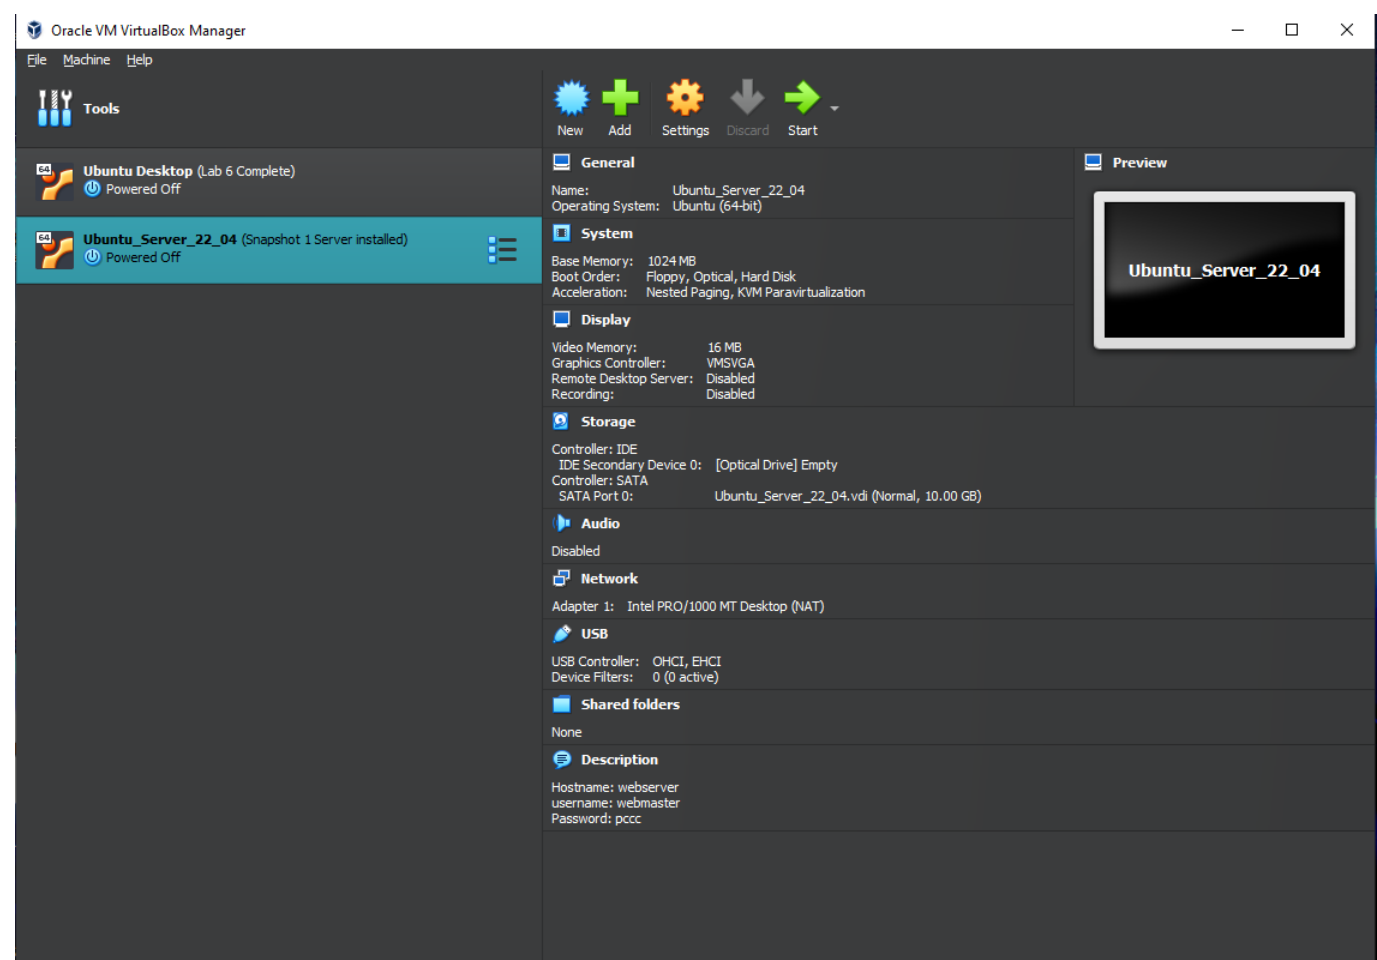 Oracle VM VirtualBox Manager
File Machine Help
Tools
New Add Settings Discard Start
64 Ubuntu Desktop (Lab 6 Complete)
Powered Off
64 Ubuntu_Server_22_04 (Snapshot 1 Server installed)
Powered Off
General
Name: Ubuntu_Server_22_04
Operating System: Ubuntu (64-bit)
System
Base Memory: 1024 MB
Boot Order: Floppy, Optical, Hard Disk
Acceleration: Nested Paging, KVM Paravirtualization
Display
Video Memory: 16 MB
Graphics Controller: VMSVGA
Remote Desktop Server: Disabled
Recording: Disabled
Preview
Ubuntu_Server_22_04
Storage
Controller: IDE
IDE Secondary Device 0: [Optical Drive] Empty
Controller: SATA
SATA Port 0: Ubuntu_Server_22_04.vdi (Normal, 10.00 GB)
Audio
Disabled
Network
Adapter 1: Intel PRO/1000 MT Desktop (NAT)
USB
USB Controller: OHCI, EHCI
Device Filters: 0 (0 active)
Shared folders
None
Description
Hostname: webserver
username: webmaster
Password: pccc